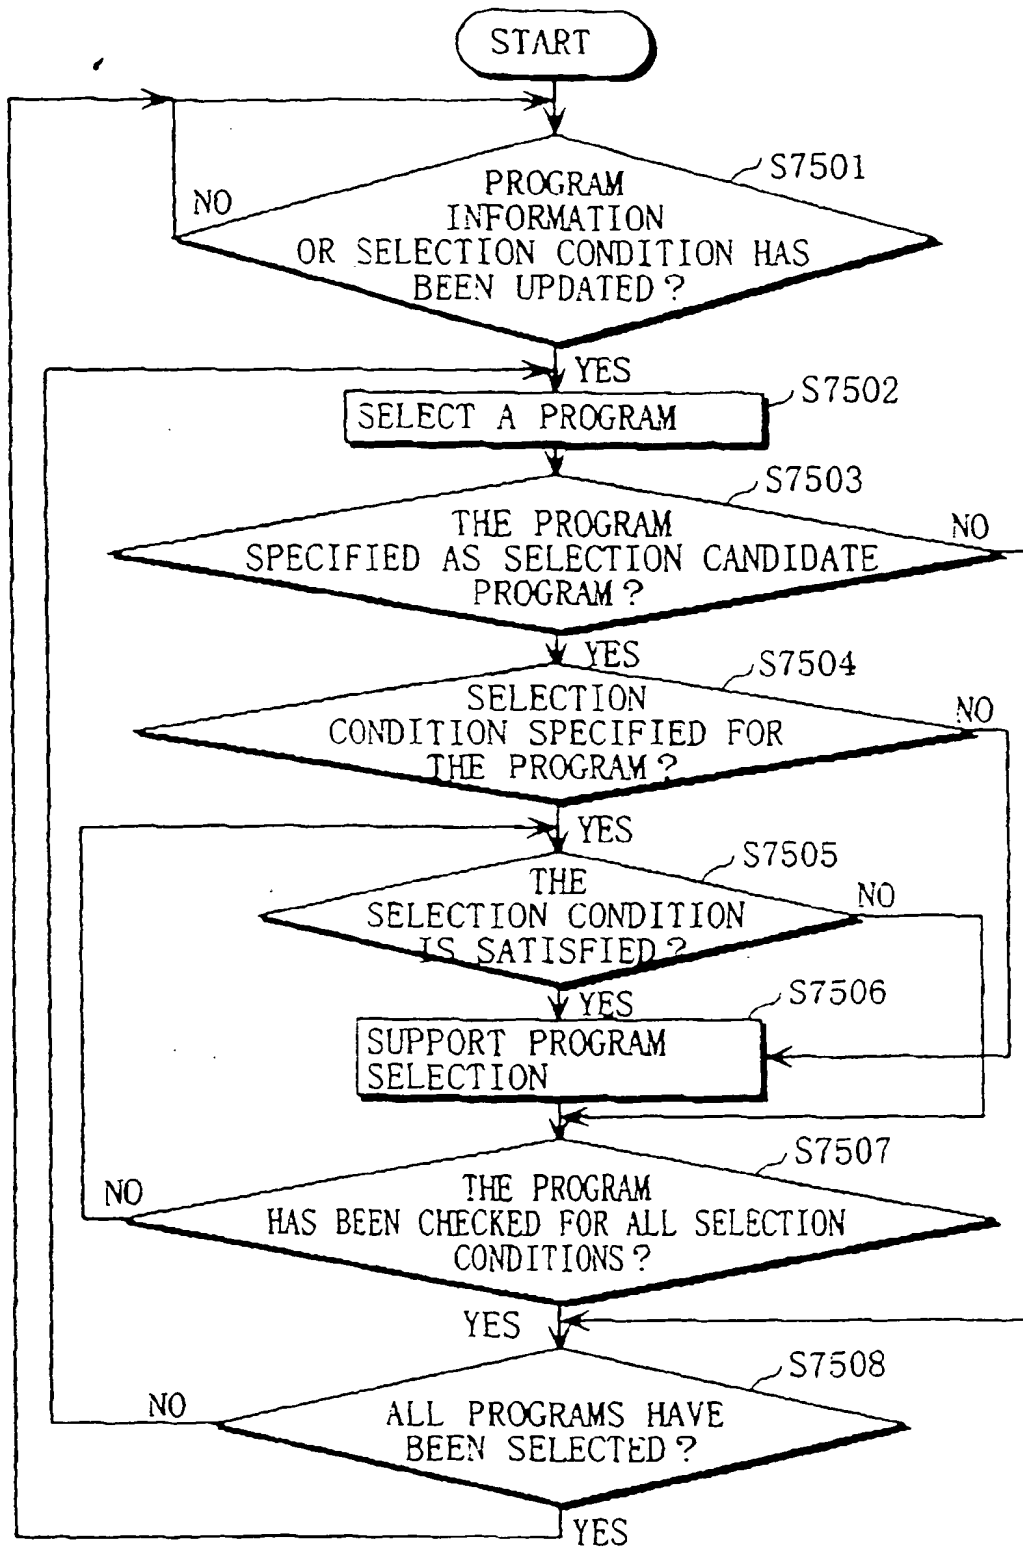 START
S7501
NO
PROGRAM
INFORMATION
OR SELECTION CONDITION HAS
BEEN UPDATED?
YES
S7502
SELECT A PROGRAM
S7503
THE PROGRAM
NO
SPECIFIED AS SELECTION CANDIDATE
PROGRAM?
YES
S7504
SELECTION
NO
CONDITION SPECIFIED FOR
THE PROGRAM?
YES
S7505
THE
NO
SELECTION CONDITION
IS SATISFIED?
YES
S7506
SUPPORT PROGRAM
SELECTION
S7507
NO
THE PROGRAM
HAS BEEN CHECKED FOR ALL SELECTION
CONDITIONS?
YES
S7508
NO
ALL PROGRAMS HAVE
BEEN SELECTED?
YES